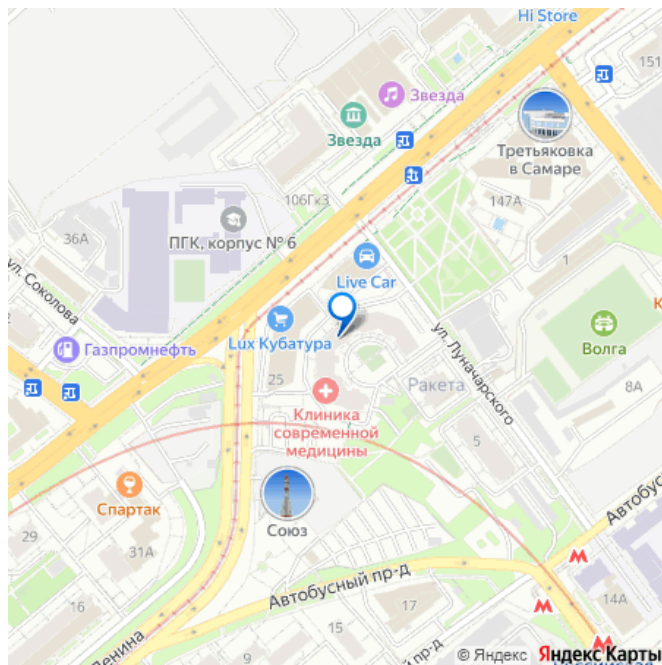 Hi Store
151
Звезда
Звезда
Третьяковка
в Самаре
106Гк3
147А
36А
ПГК, корпус № 6
ул. Соколова
Live Car
1
Газпромнефть
Lux Кубатура
ул. Луначарского
Волга
25
Ракета
8А
Клиника
современной
медицины
5
Спартак
Союз
Автобус
29
31А
Автобусный пр-д
16
17
14А
15
9
Ленина
й пр-д
© Яндекс
Яндекс Карты